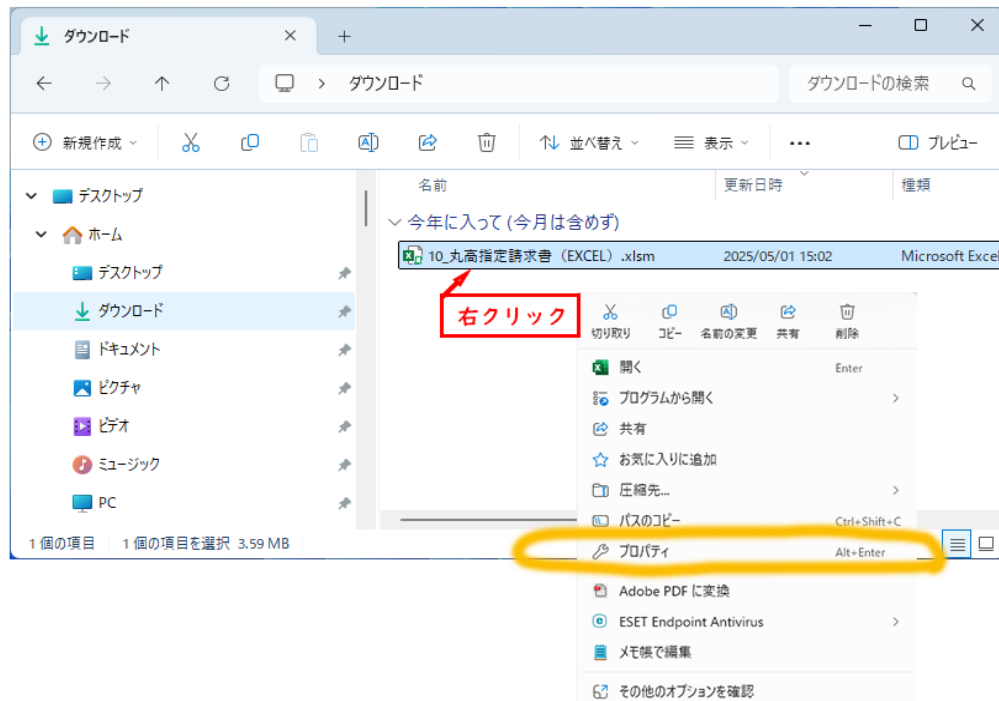 ダウンロード
ダウンロード
ダウンロードの検索
新規作成
並べ替え
表示
プレビュー
名前 更新日時 種類
デスクトップ
今年に入って (今月は含めず)
ホーム
10_丸高指定請求書（EXCEL）.xlsm 2025/05/01 15:02 Microsoft Excel
デスクトップ
ダウンロード
右クリック
切り取り コピー 名前の変更 共有 削除
ドキュメント
開く Enter
ピクチャ
プログラムから開く
ビデオ
共有
ミュージック
お気に入りに追加
圧縮先...
PC
パスのコピー Ctrl+Shift+C
1 個の項目 1 個の項目を選択 3.59 MB
プロパティ Alt+Enter
Adobe PDF に変換
ESET Endpoint Antivirus
メモ帳で編集
その他のオプションを確認